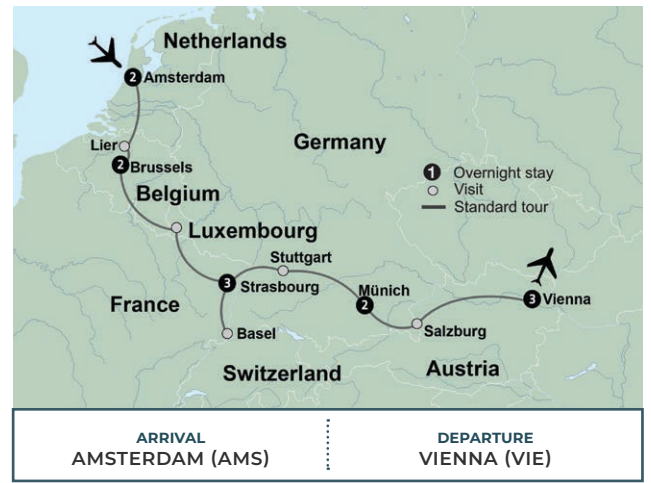 Netherlands
2 Amsterdam
Germany
Lier
2 Brussels
1 Overnight stay
Visit
Standard tour
Belgium
Luxembourg
Stuttgart
3 Strasbourg
Münich
2
3 Vienna
France
Basel
Salzburg
Switzerland
Austria
ARRIVAL
AMSTERDAM (AMS)
DEPARTURE
VIENNA (VIE)